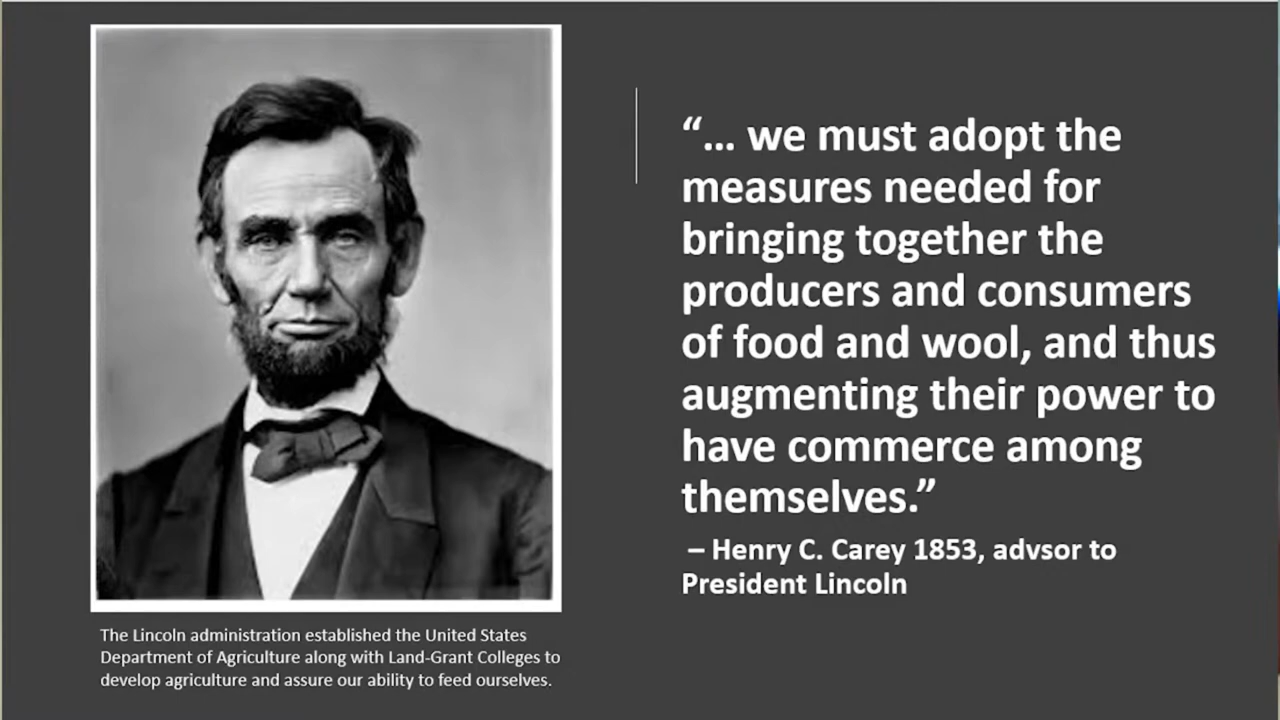 “... we must adopt the
measures needed for
bringing together the
producers and consumers
of food and wool, and thus
augmenting their power to
have commerce among
themselves.”
– Henry C. Carey 1853, advsor to
President Lincoln
The Lincoln administration established the United States
Department of Agriculture along with Land-Grant Colleges to
develop agriculture and assure our ability to feed ourselves.